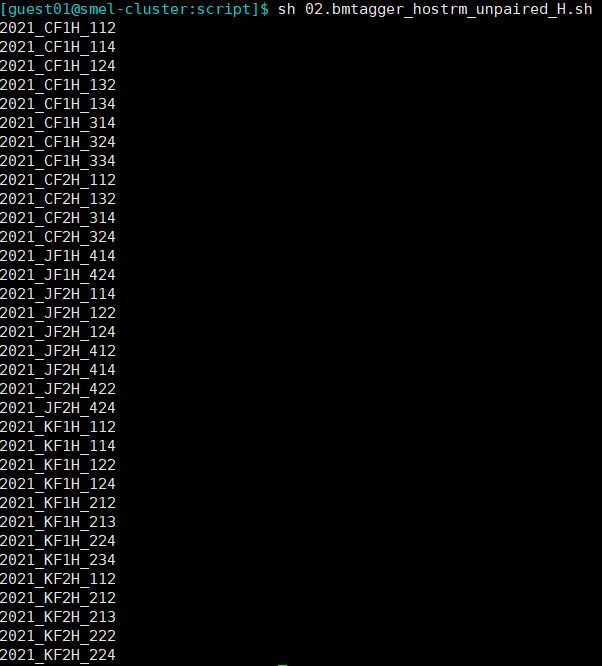 [guest01@smel-cluster:script]$ sh 02.bmtagger_hostrm_unpaired_H.sh
2021_CF1H_112
2021_CF1H_114
2021_CF1H_124
2021_CF1H_132
2021_CF1H_134
2021_CF1H_314
2021_CF1H_324
2021_CF1H_334
2021_CF2H_112
2021_CF2H_132
2021_CF2H_314
2021_CF2H_324
2021_JF1H_414
2021_JF1H_424
2021_JF2H_114
2021_JF2H_122
2021_JF2H_124
2021_JF2H_412
2021_JF2H_414
2021_JF2H_422
2021_JF2H_424
2021_KF1H_112
2021_KF1H_114
2021_KF1H_122
2021_KF1H_124
2021_KF1H_212
2021_KF1H_213
2021_KF1H_224
2021_KF1H_234
2021_KF2H_112
2021_KF2H_212
2021_KF2H_213
2021_KF2H_222
2021_KF2H_224